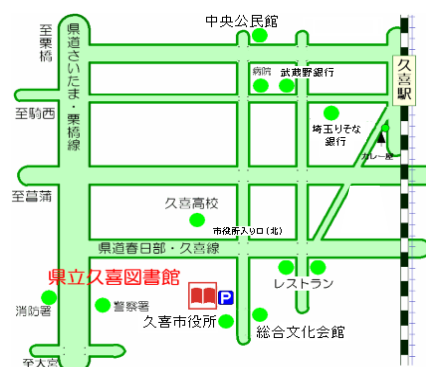 中央公民館
至栗橋
県道さいたま・栗橋線
病院
武蔵野銀行
久喜駅
至騎西
埼玉りそな
銀行
カレー屋
至菖蒲
久喜高校
市役所入り口(北)
県道春日部・久喜線
県立久喜図書館
レストラン
消防署
警察署
P
久喜市役所
総合文化会館
至大宮